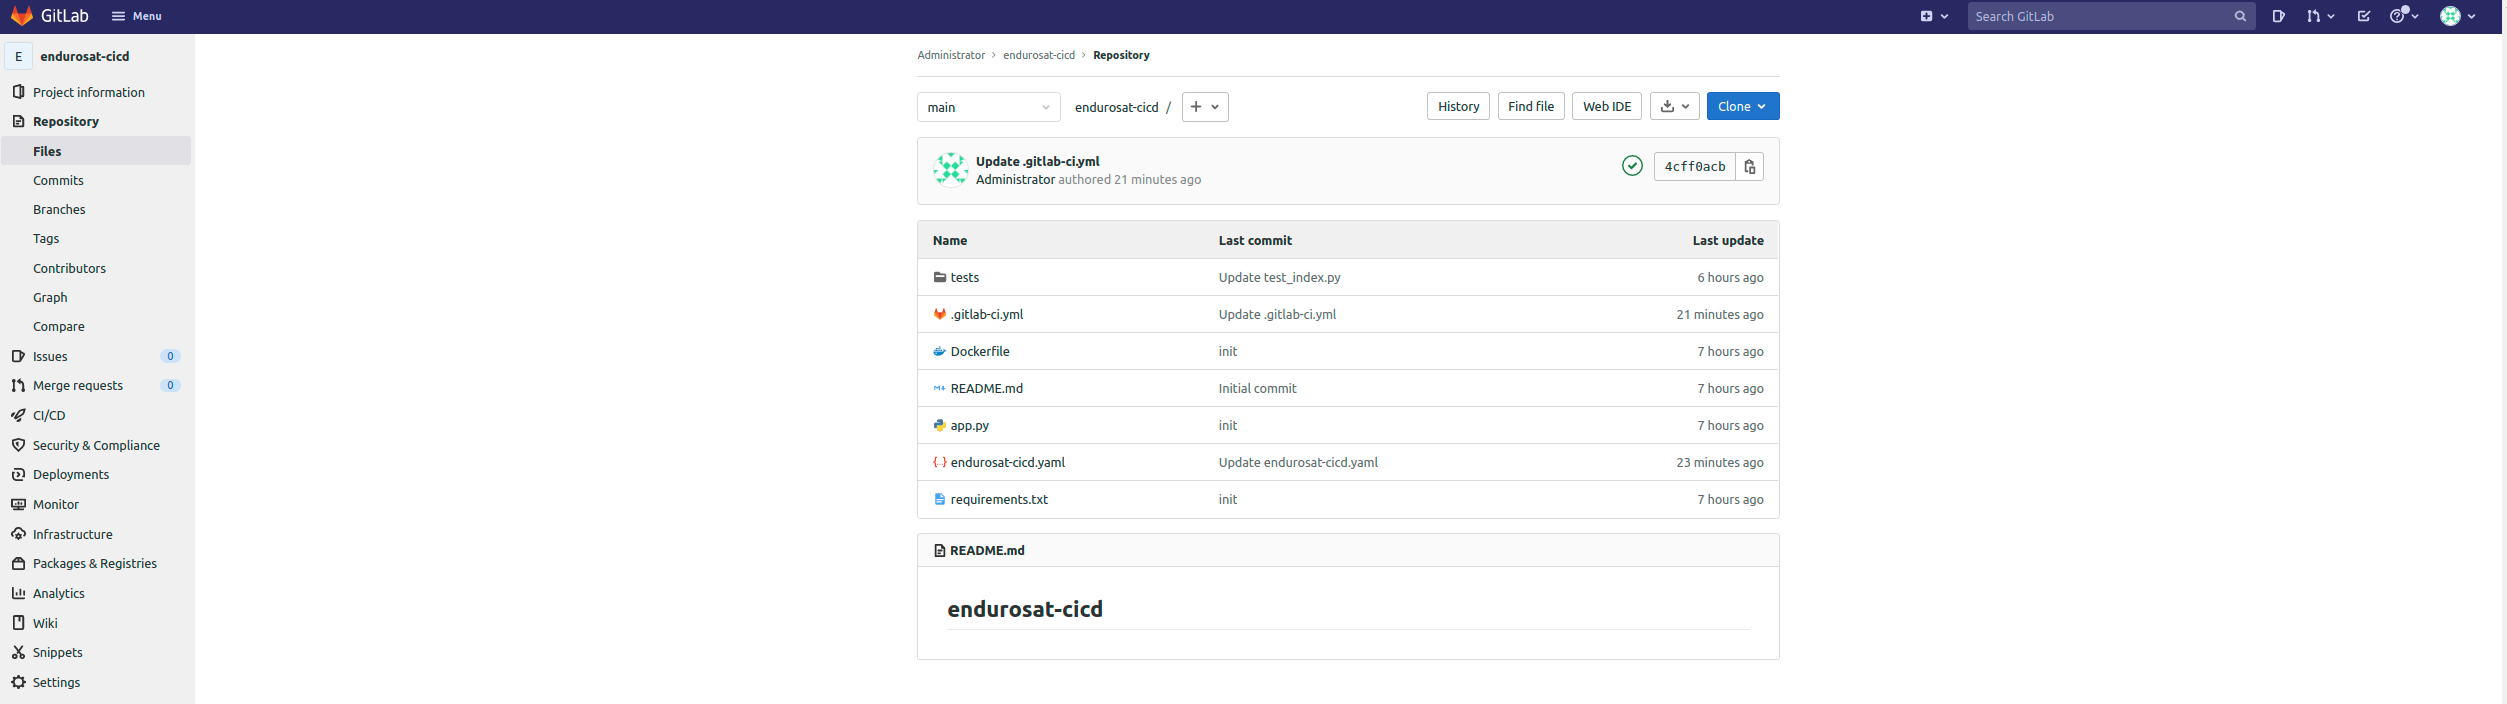 GitLab Menu Search GitLab
E endurosat-cicd
Project information
Repository
Files
Commits
Branches
Tags
Contributors
Graph
Compare
Issues 0
Merge requests 0
CI/CD
Security & Compliance
Deployments
Monitor
Infrastructure
Packages & Registries
Analytics
Wiki
Snippets
Settings
Administrator > endurosat-cicd > Repository
main endurosat-cicd / + History Find file Web IDE Clone
Update .gitlab-ci.yml
Administrator authored 21 minutes ago
4cff0acb
Name Last commit Last update
tests Update test_index.py 6 hours ago
.gitlab-ci.yml Update .gitlab-ci.yml 21 minutes ago
Dockerfile init 7 hours ago
README.md Initial commit 7 hours ago
app.py init 7 hours ago
endurosat-cicd.yaml Update endurosat-cicd.yaml 23 minutes ago
requirements.txt init 7 hours ago
README.md
endurosat-cicd